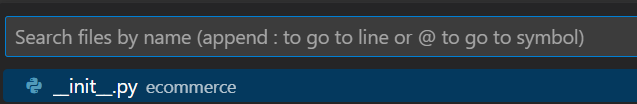 Search files by name (append : to go to line or @ to go to symbol)
__init__.py ecommerce